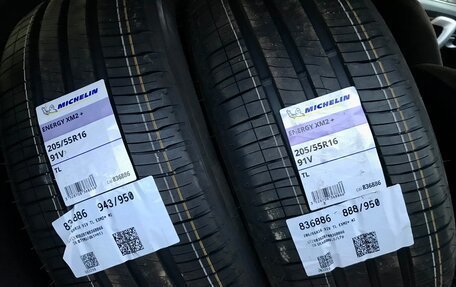 MICHELIN
ENERGY XM2 +
205/55R16
91V
TL
836886
836886 943/950
MICHELIN
ENERGY XM2 +
205/55R16
91V
TL
836886
836886 888/950